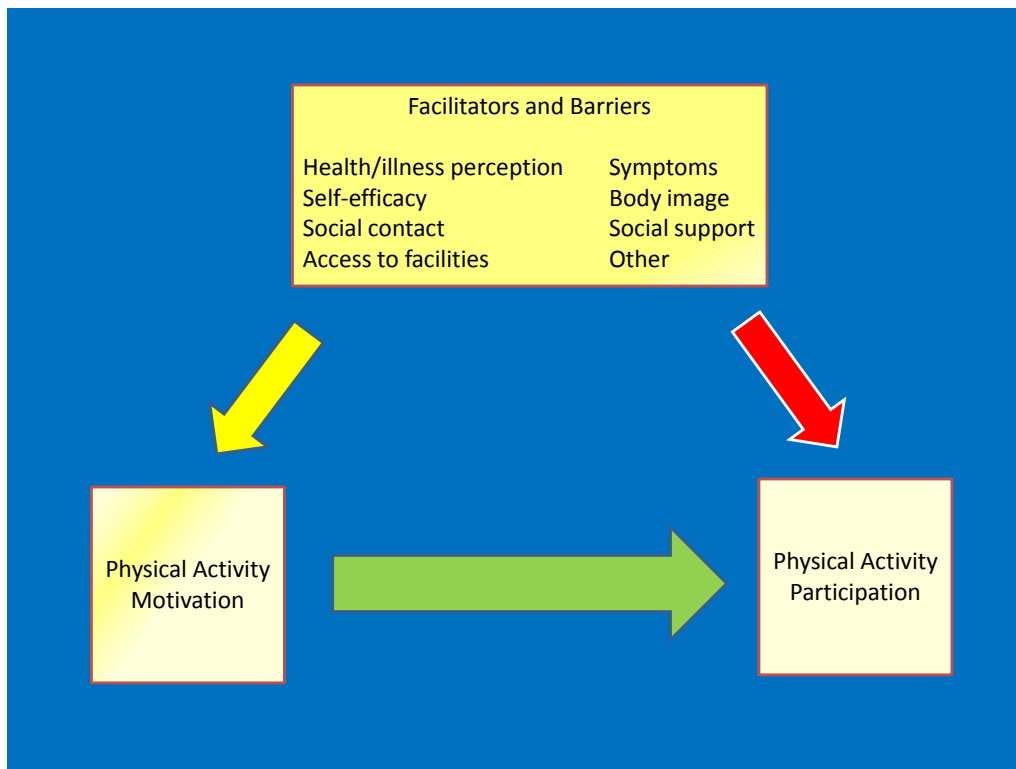 Facilitators and Barriers
Health/illness perception Symptoms
Self-efficacy Body image
Social contact Social support
Access to facilities Other
Physical Activity
Motivation
Physical Activity
Participation